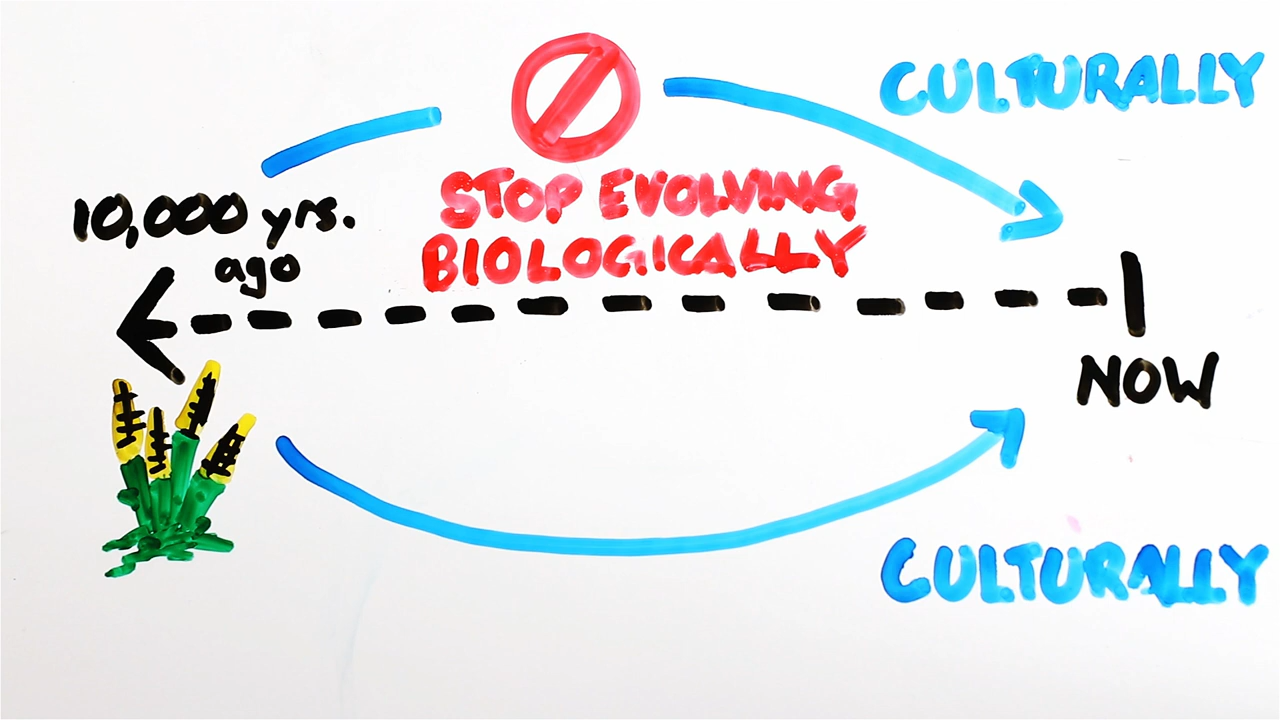 CULTURALLY
10,000 yrs.
ago
STOP EVOLVING
BIOLOGICALLY
NOW
CULTURALLY